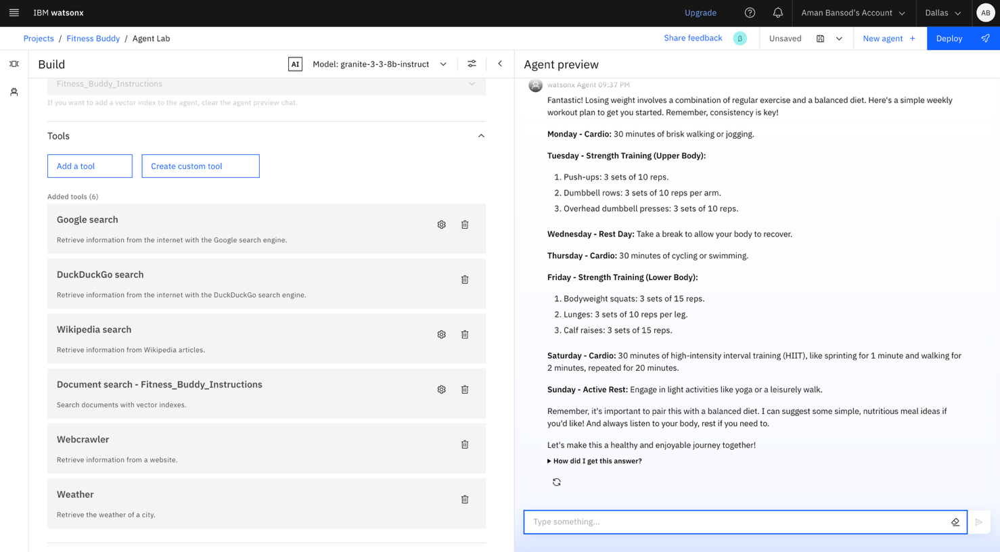 IBM watsonx
Upgrade
Aman Bansod's Account
Dallas
AB
Projects / Fitness Buddy / Agent Lab
Share feedback
β
Unsaved
New agent +
Deploy
Build
AI
Model: granite-3-3-8b-instruct
Fitness_Buddy_Instructions
If you want to add a vector index to the agent, clear the agent preview chat.
Tools
Add a tool
Create custom tool
Added tools (6)
Google search
Retrieve information from the internet with the Google search engine.
DuckDuckGo search
Retrieve information from the internet with the DuckDuckGo search engine.
Wikipedia search
Retrieve information from Wikipedia articles.
Document search - Fitness_Buddy_Instructions
Search documents with vector indexes.
Webcrawler
Retrieve information from a website.
Weather
Retrieve the weather of a city.
Agent preview
watsonx Agent 09:37 PM
Fantastic! Losing weight involves a combination of regular exercise and a balanced diet. Here's a simple weekly
workout plan to get you started. Remember, consistency is key!
Monday - Cardio: 30 minutes of brisk walking or jogging.
Tuesday - Strength Training (Upper Body):
1. Push-ups: 3 sets of 10 reps.
2. Dumbbell rows: 3 sets of 10 reps per arm.
3. Overhead dumbbell presses: 3 sets of 10 reps.
Wednesday - Rest Day: Take a break to allow your body to recover.
Thursday - Cardio: 30 minutes of cycling or swimming.
Friday - Strength Training (Lower Body):
1. Bodyweight squats: 3 sets of 15 reps.
2. Lunges: 3 sets of 10 reps per leg.
3. Calf raises: 3 sets of 15 reps.
Saturday - Cardio: 30 minutes of high-intensity interval training (HIIT), like sprinting for 1 minute and walking for
2 minutes, repeated for 20 minutes.
Sunday - Active Rest: Engage in light activities like yoga or a leisurely walk.
Remember, it's important to pair this with a balanced diet. I can suggest some simple, nutritious meal ideas if
you'd like! And always listen to your body, rest if you need to.
Let's make this a healthy and enjoyable journey together!
How did I get this answer?
Type something...